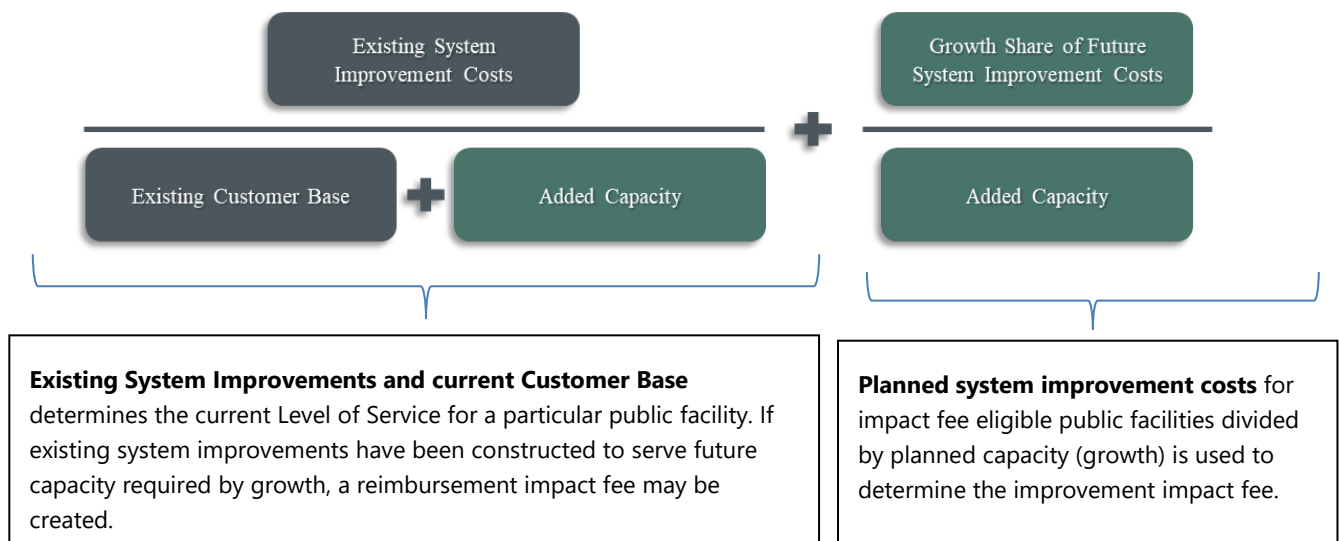 Existing System
Improvement Costs
Growth Share of Future
System Improvement Costs
Existing Customer Base
Added Capacity
Added Capacity
Existing System Improvements and current Customer Base
determines the current Level of Service for a particular public facility. If
existing system improvements have been constructed to serve future
capacity required by growth, a reimbursement impact fee may be
created.
Planned system improvement costs for
impact fee eligible public facilities divided
by planned capacity (growth) is used to
determine the improvement impact fee.